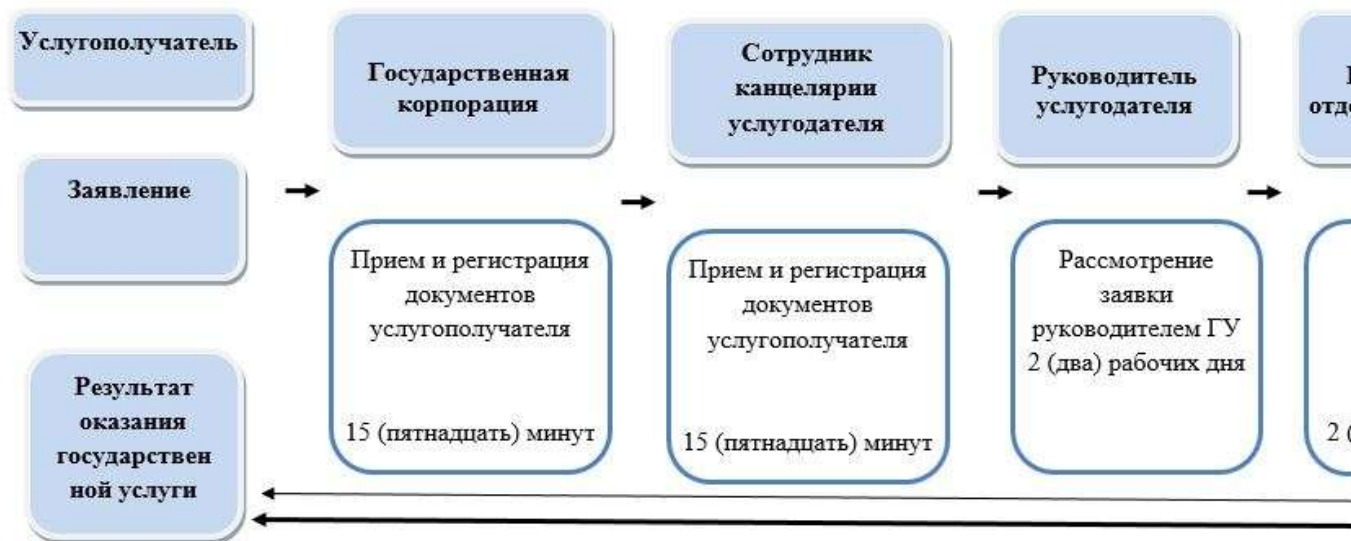 Услугополучатель
Государственная
корпорация
Сотрудник
канцелярии
услугодателя
Руководитель
услугодателя
Заявление
Прием и регистрация
документов
услугополучателя
15 (пятнадцать) минут
Прием и регистрация
документов
услугополучателя
15 (пятнадцать) минут
Рассмотрение
заявки
руководителем ГУ
2 (два) рабочих дня
2 (
Результат
оказания
государствен
ной услуги